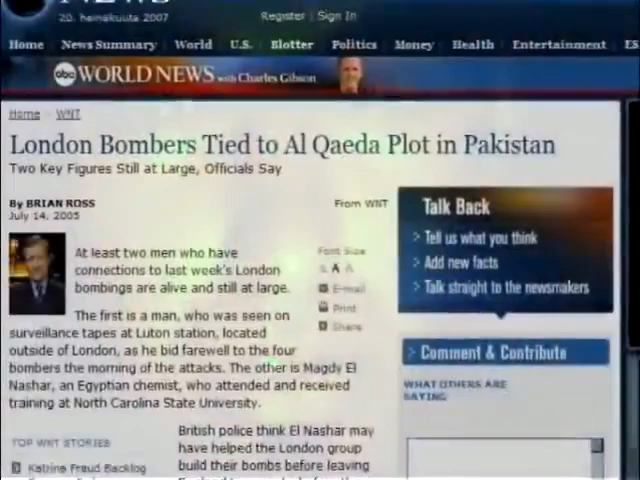 NEWS
20. heinäkuuta 2007
Register | Sign In
Home News Summary World U.S. Blotter Politics Money Health Entertainment ES
abc WORLD NEWS with Charles Gibson
Home > WNT
London Bombers Tied to Al Qaeda Plot in Pakistan
Two Key Figures Still at Large, Officials Say
By BRIAN ROSS
July 14, 2005
From WNT
At least two men who have
connections to last week's London
bombings are alive and still at large.
The first is a man, who was seen on
surveillance tapes at Luton station, located
outside of London, as he bid farewell to the four
bombers the morning of the attacks. The other is Magdy El
Nashar, an Egyptian chemist, who attended and received
training at North Carolina State University.
Font Size
A A A
E-mail
Print
Share
TOP WNT STORIES
Katrina Fraud Backlog
British police think El Nashar may
have helped the London group
build their bombs before leaving
Talk Back
> Tell us what you think
> Add new facts
> Talk straight to the newsmakers
> Comment & Contribute
WHAT OTHERS ARE
SAYING